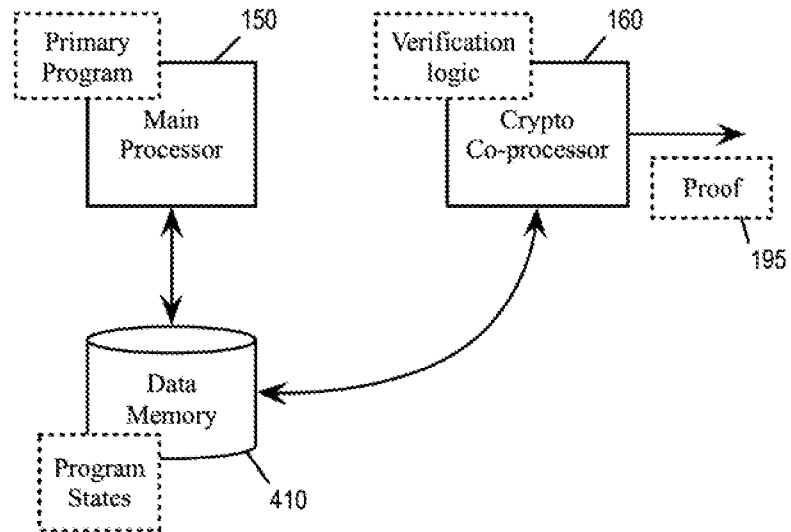 150
Primary
Program
Main
Processor
160
Verification
logic
Crypto
Co-processor
Proof
195
Data
Memory
Program
States
410